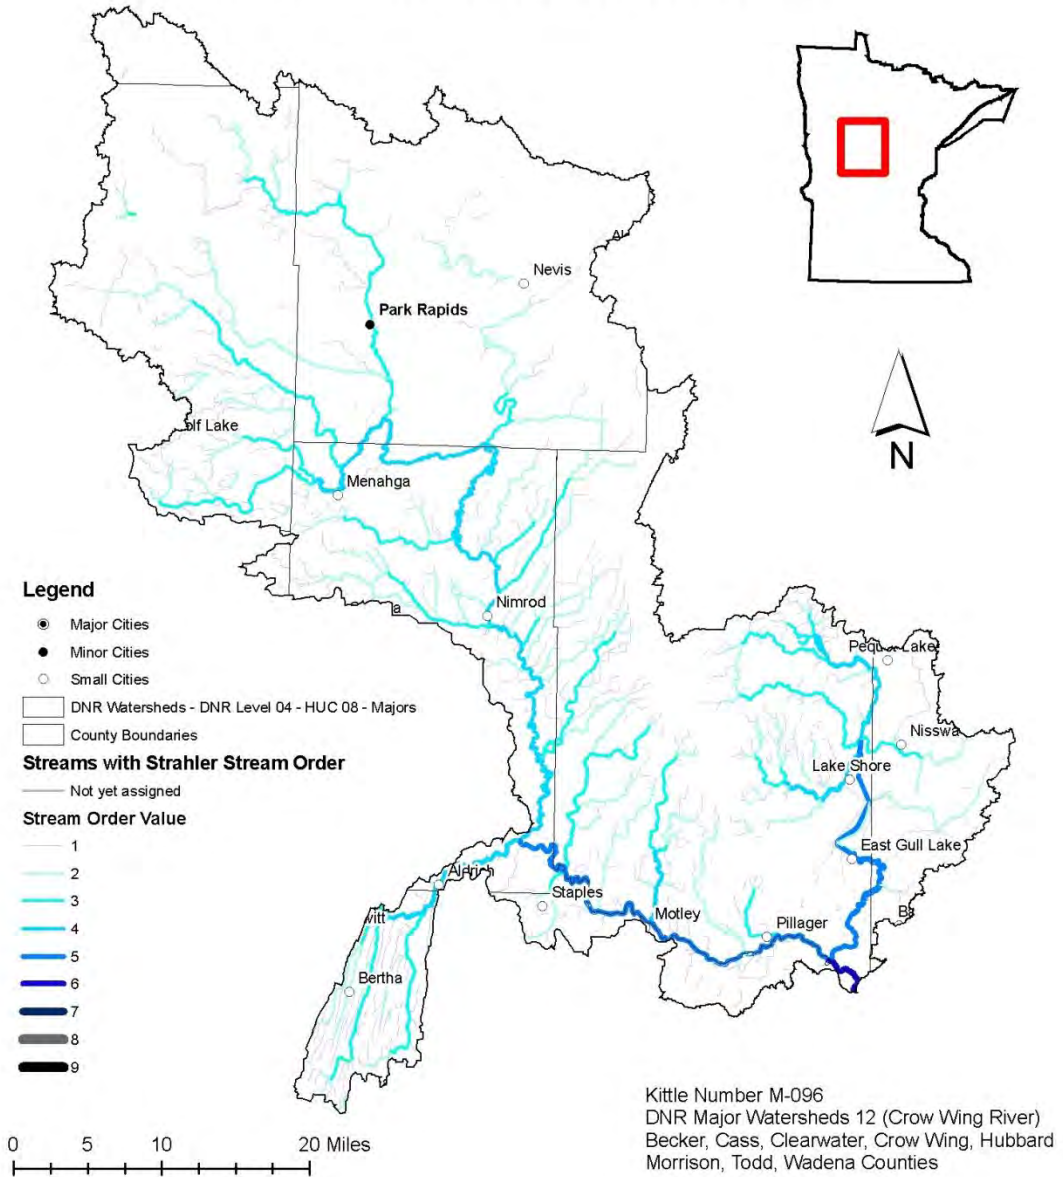 Nevis
Park Rapids
olf Lake
Menahga
N
Legend
Major Cities
Minor Cities
Small Cities
DNR Watersheds - DNR Level 04 - HUC 08 - Majors
County Boundaries
Streams with Strahler Stream Order
Not yet assigned
Stream Order Value
1
2
3
4
5
6
7
8
9
Nimrod
Nisswa
Lake Shore
East Gull Lake
Aldrich
Staples
Motley
Pillager
witt
Bertha
0 5 10 20 Miles
Kittle Number M-096
DNR Major Watersheds 12 (Crow Wing River)
Becker, Cass, Clearwater, Crow Wing, Hubbard
Morrison, Todd, Wadena Counties